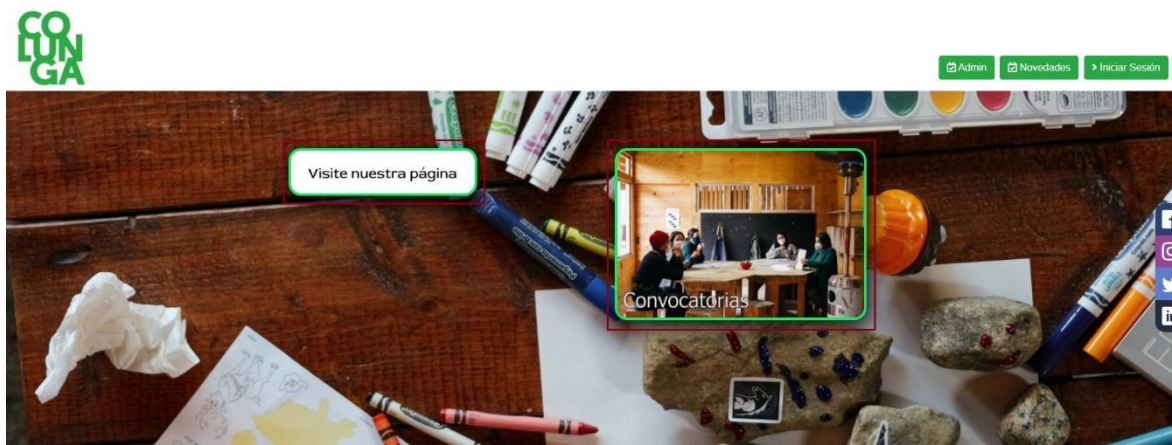 CO
LUN
GA
Admin
Novedades
Iniciar Sesión
Visite nuestra página
Convocatorias